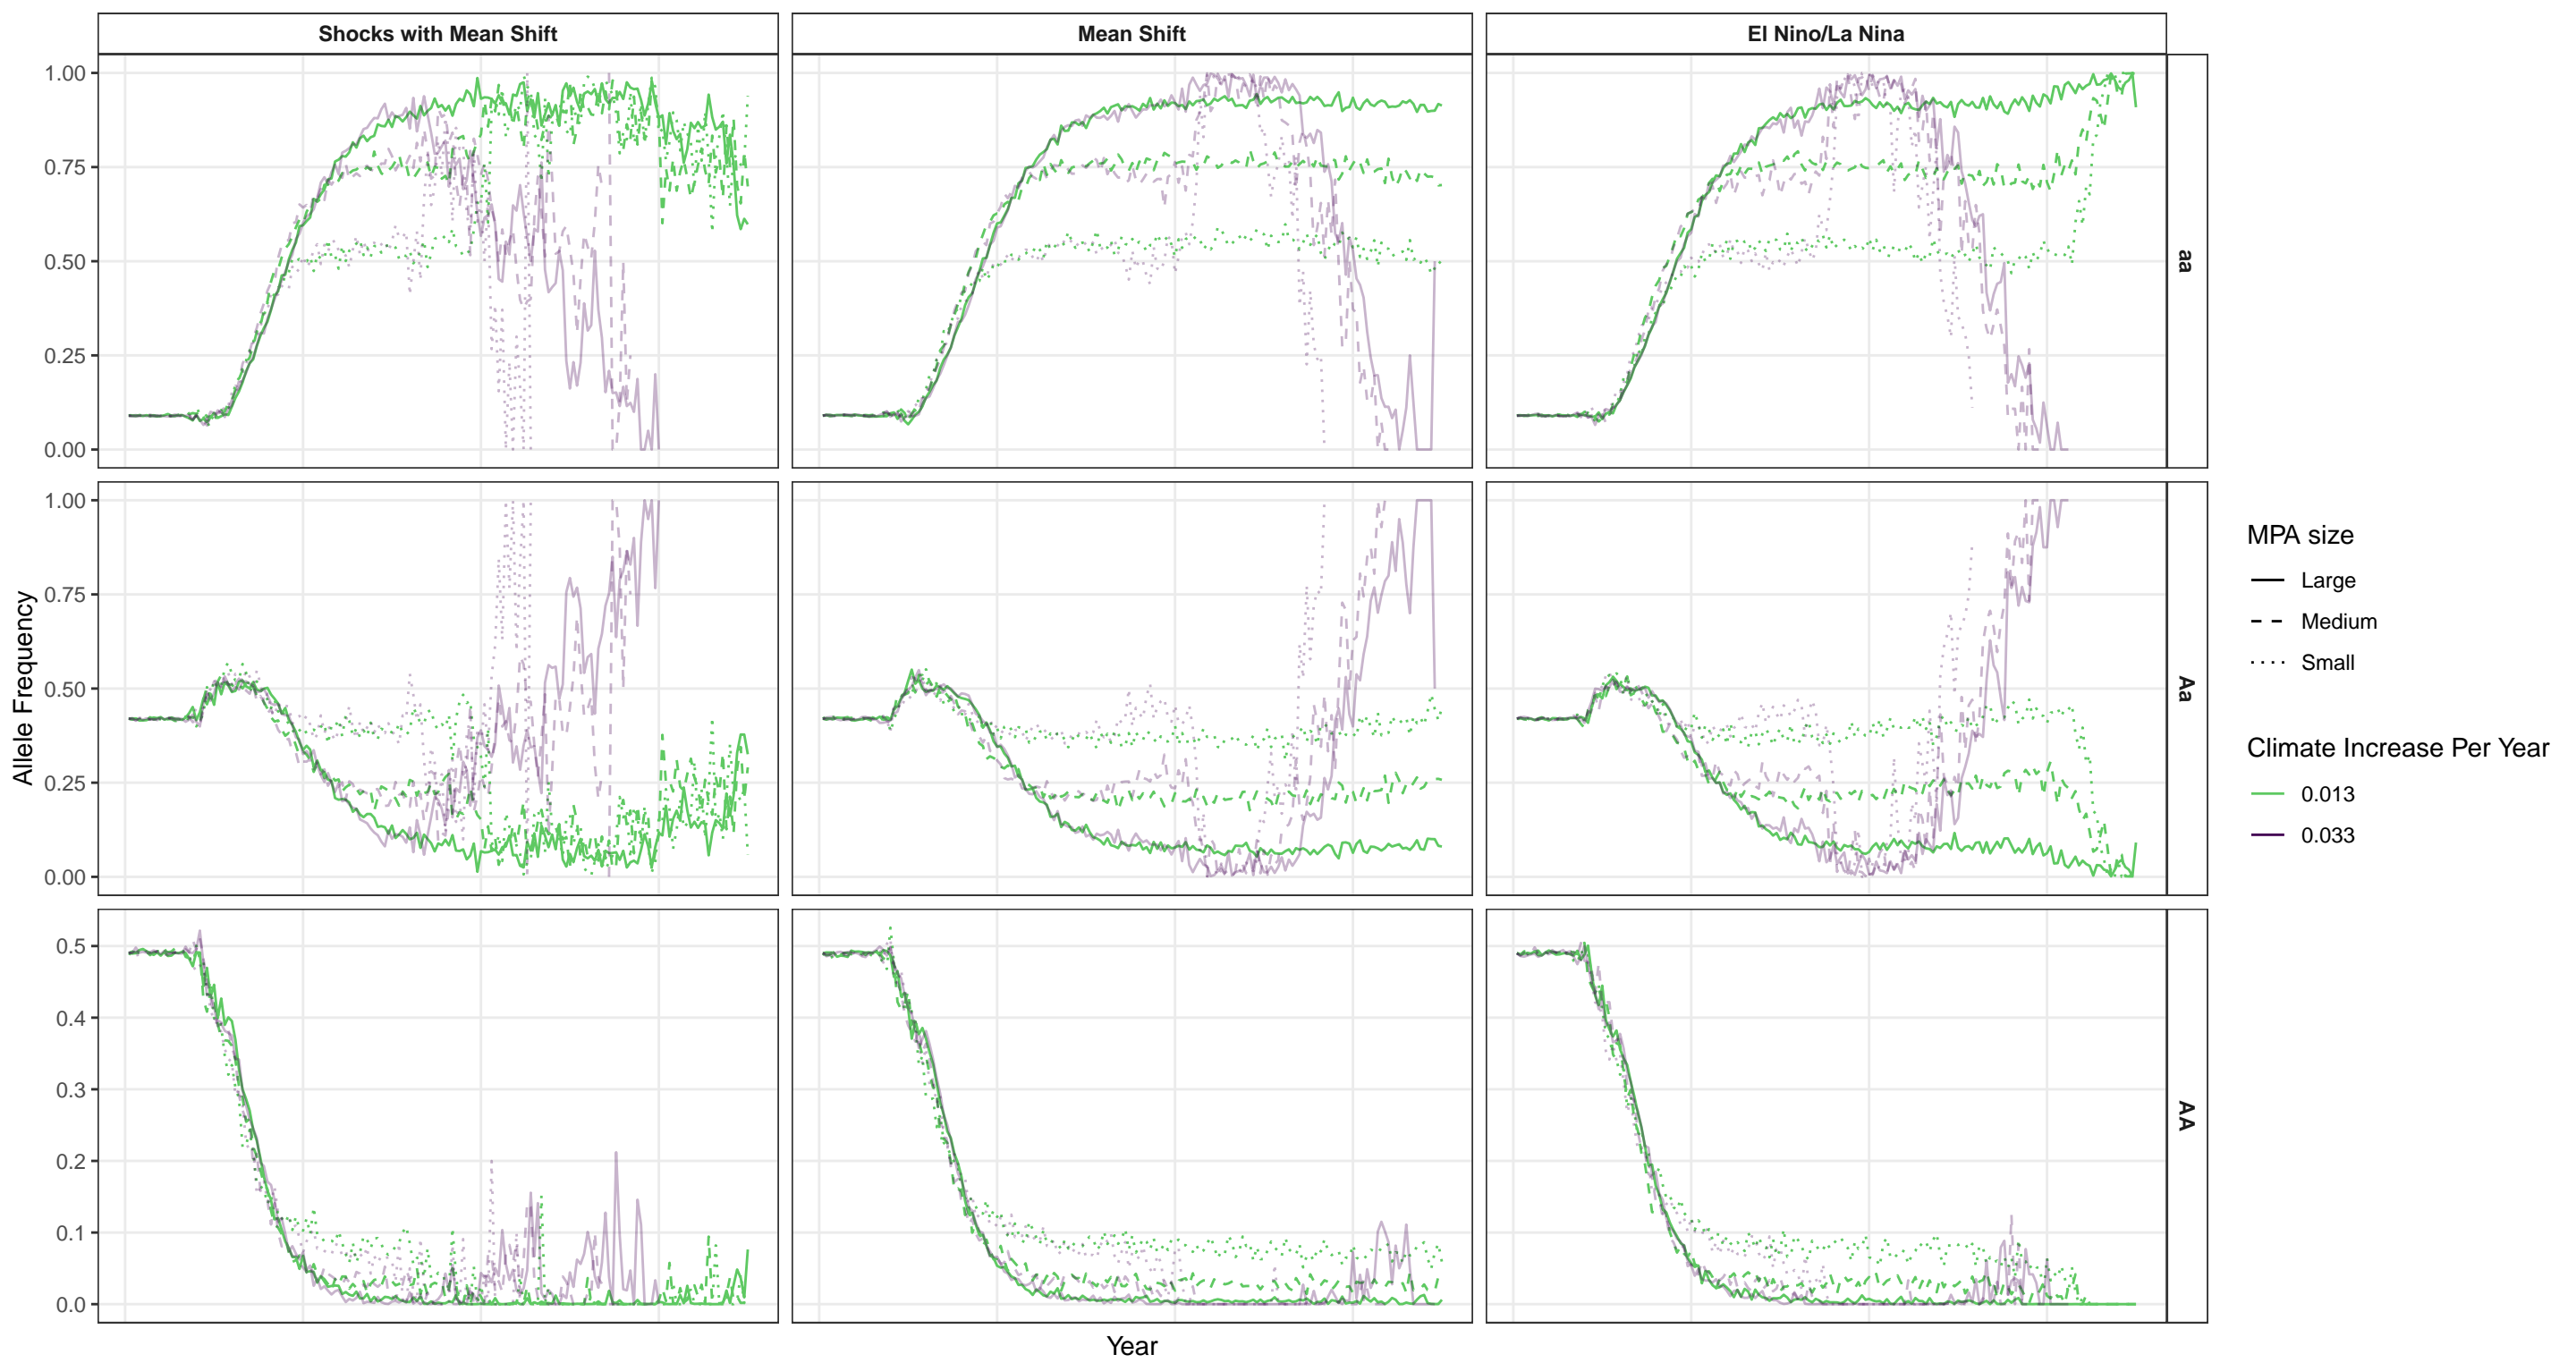 Shocks with Mean Shift
Mean Shift
El Nino/La Nina
1.00
0.75
0.50
0.25
0.00
aa
1.00
0.75
0.50
0.25
0.00
Aa
0.5
0.4
0.3
0.2
0.1
0.0
AA
Allele Frequency
Year
MPA size
Large
Medium
Small
Climate Increase Per Year
0.013
0.033